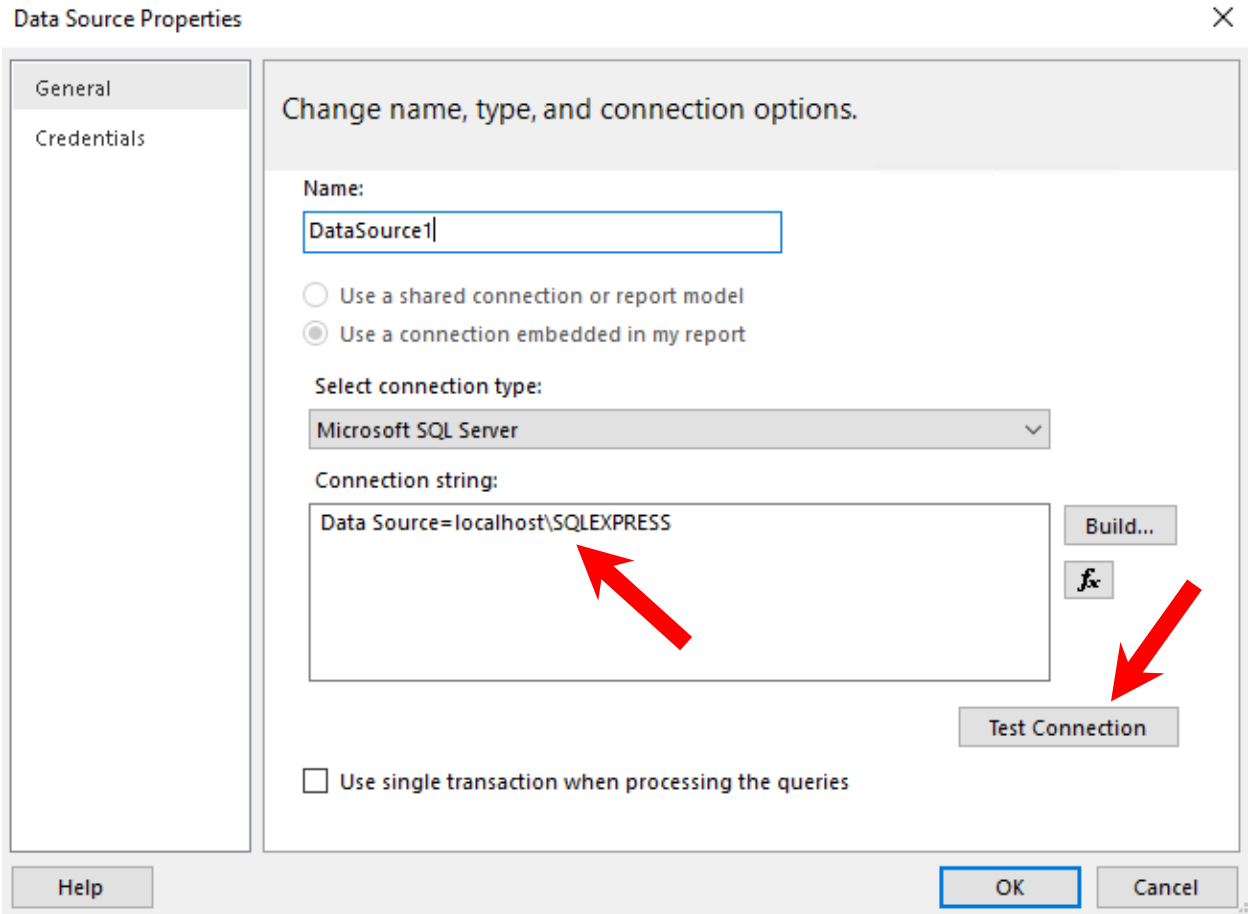 Data Source Properties
General
Credentials
Change name, type, and connection options.
Name:
DataSource1
Use a shared connection or report model
Use a connection embedded in my report
Select connection type:
Microsoft SQL Server
Connection string:
Data Source=localhost\SQLEXPRESS
Build...
fx
Test Connection
Use single transaction when processing the queries
Help
OK
Cancel